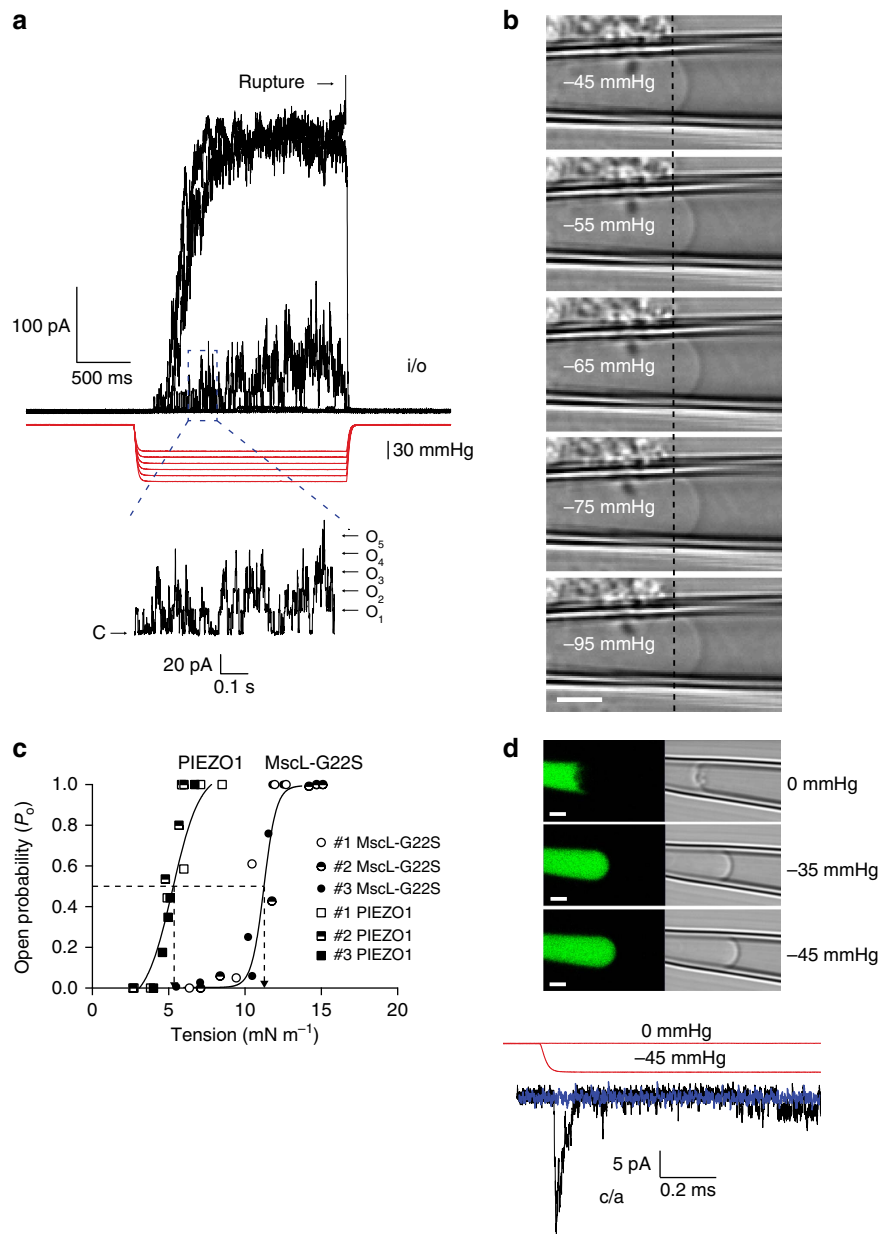 a
Rupture →
100 pA
500 ms
i/o
30 mmHg
O5
O4
O3
O2
O1
C →
20 pA
0.1 s
b
–45 mmHg
–55 mmHg
–65 mmHg
–75 mmHg
–95 mmHg
c
PIEZO1 MscL-G22S
Open probability (Po)
1.0
0.8
0.6
0.4
0.2
0.0
#1 MscL-G22S
#2 MscL-G22S
#3 MscL-G22S
#1 PIEZO1
#2 PIEZO1
#3 PIEZO1
0 5 10 15 20
Tension (mN m–1)
d
0 mmHg
–35 mmHg
–45 mmHg
0 mmHg
–45 mmHg
5 pA
0.2 ms
c/a